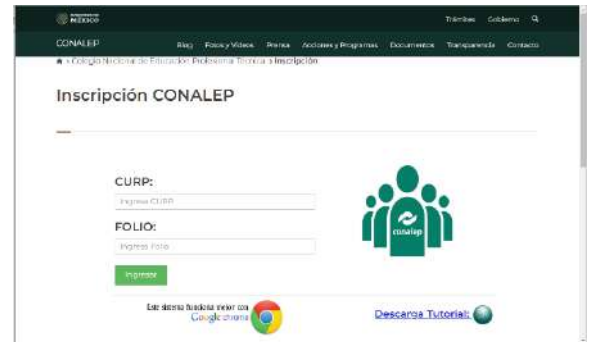 MÉXICO
Trámites Gobierno
CONALEP Blog Fotos y Videos Prensa Acciones y Programas Documentos Transparencia Contacto
> Colegio Nacional de Educación Profesional Técnica > Inscripción
Inscripción CONALEP
CURP:
Ingrese CURP
FOLIO:
Ingrese Folio
Ingresar
conalep
Este sistema funciona mejor con
Google chrome
Descarga Tutorial: